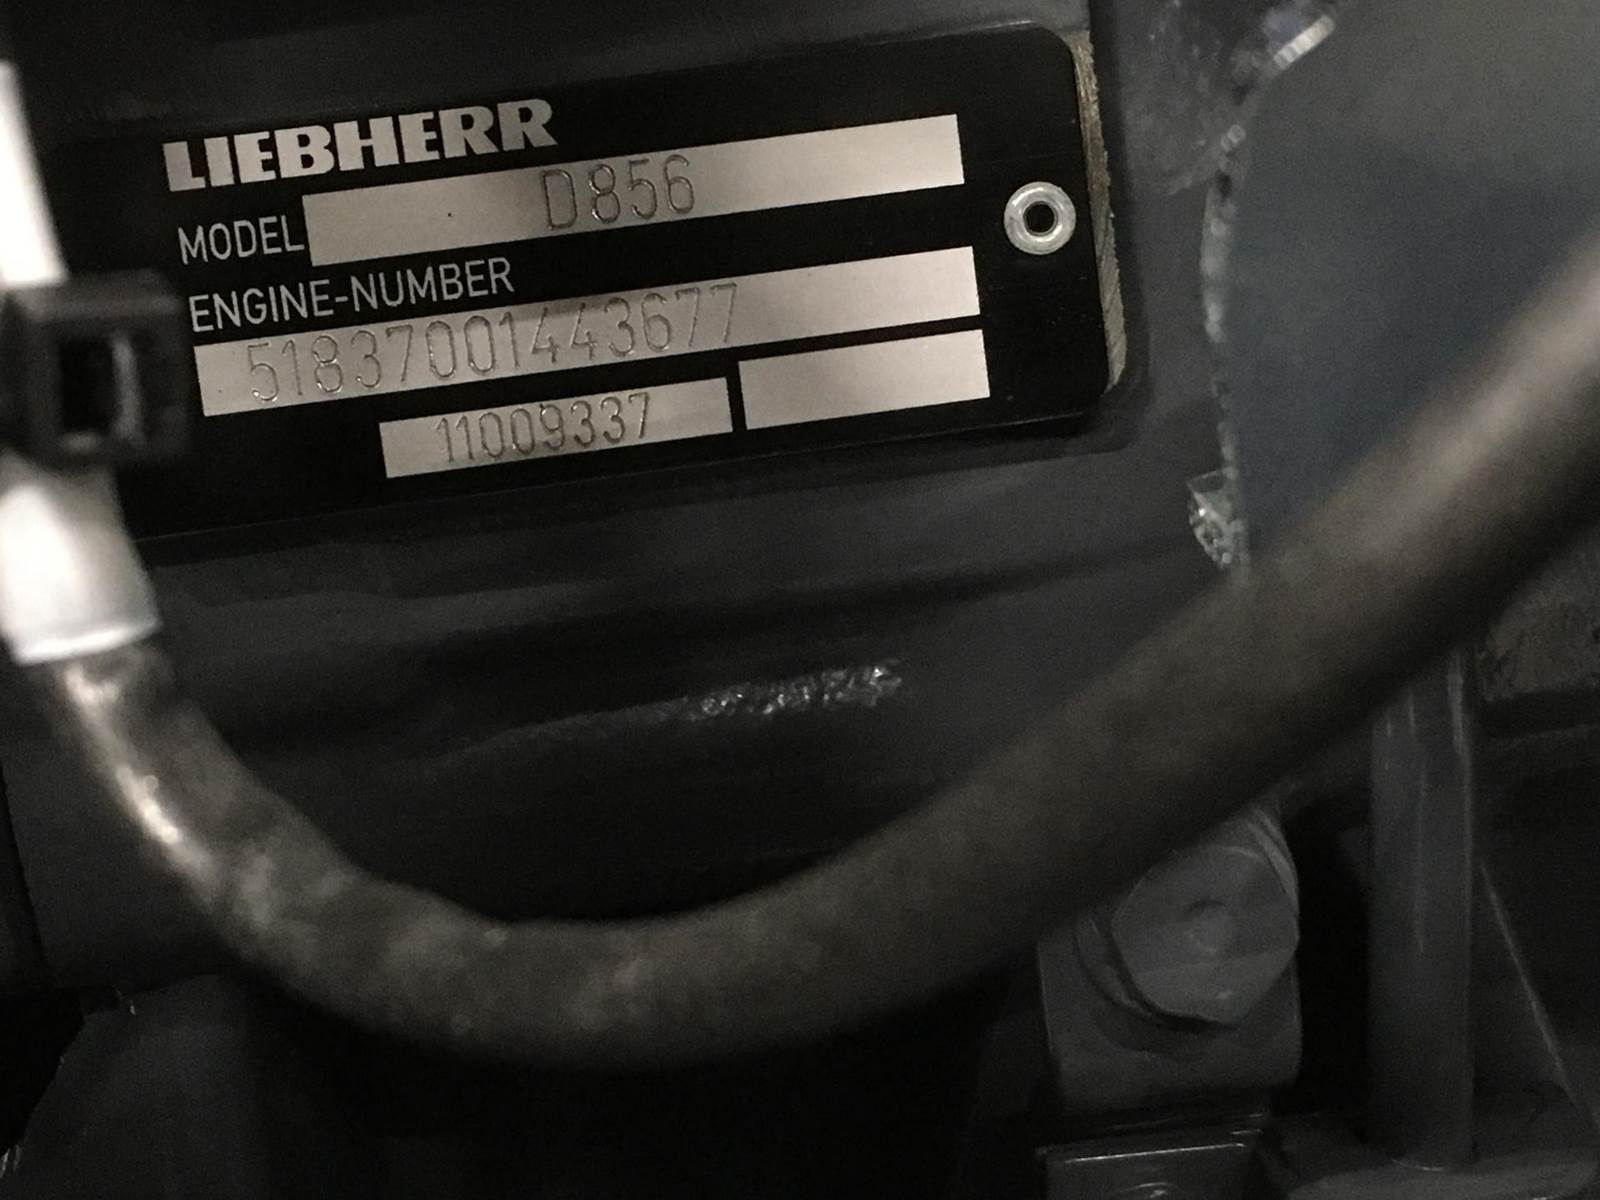 LIEBHERR
MODEL D856
ENGINE-NUMBER
51837001443677
11009337